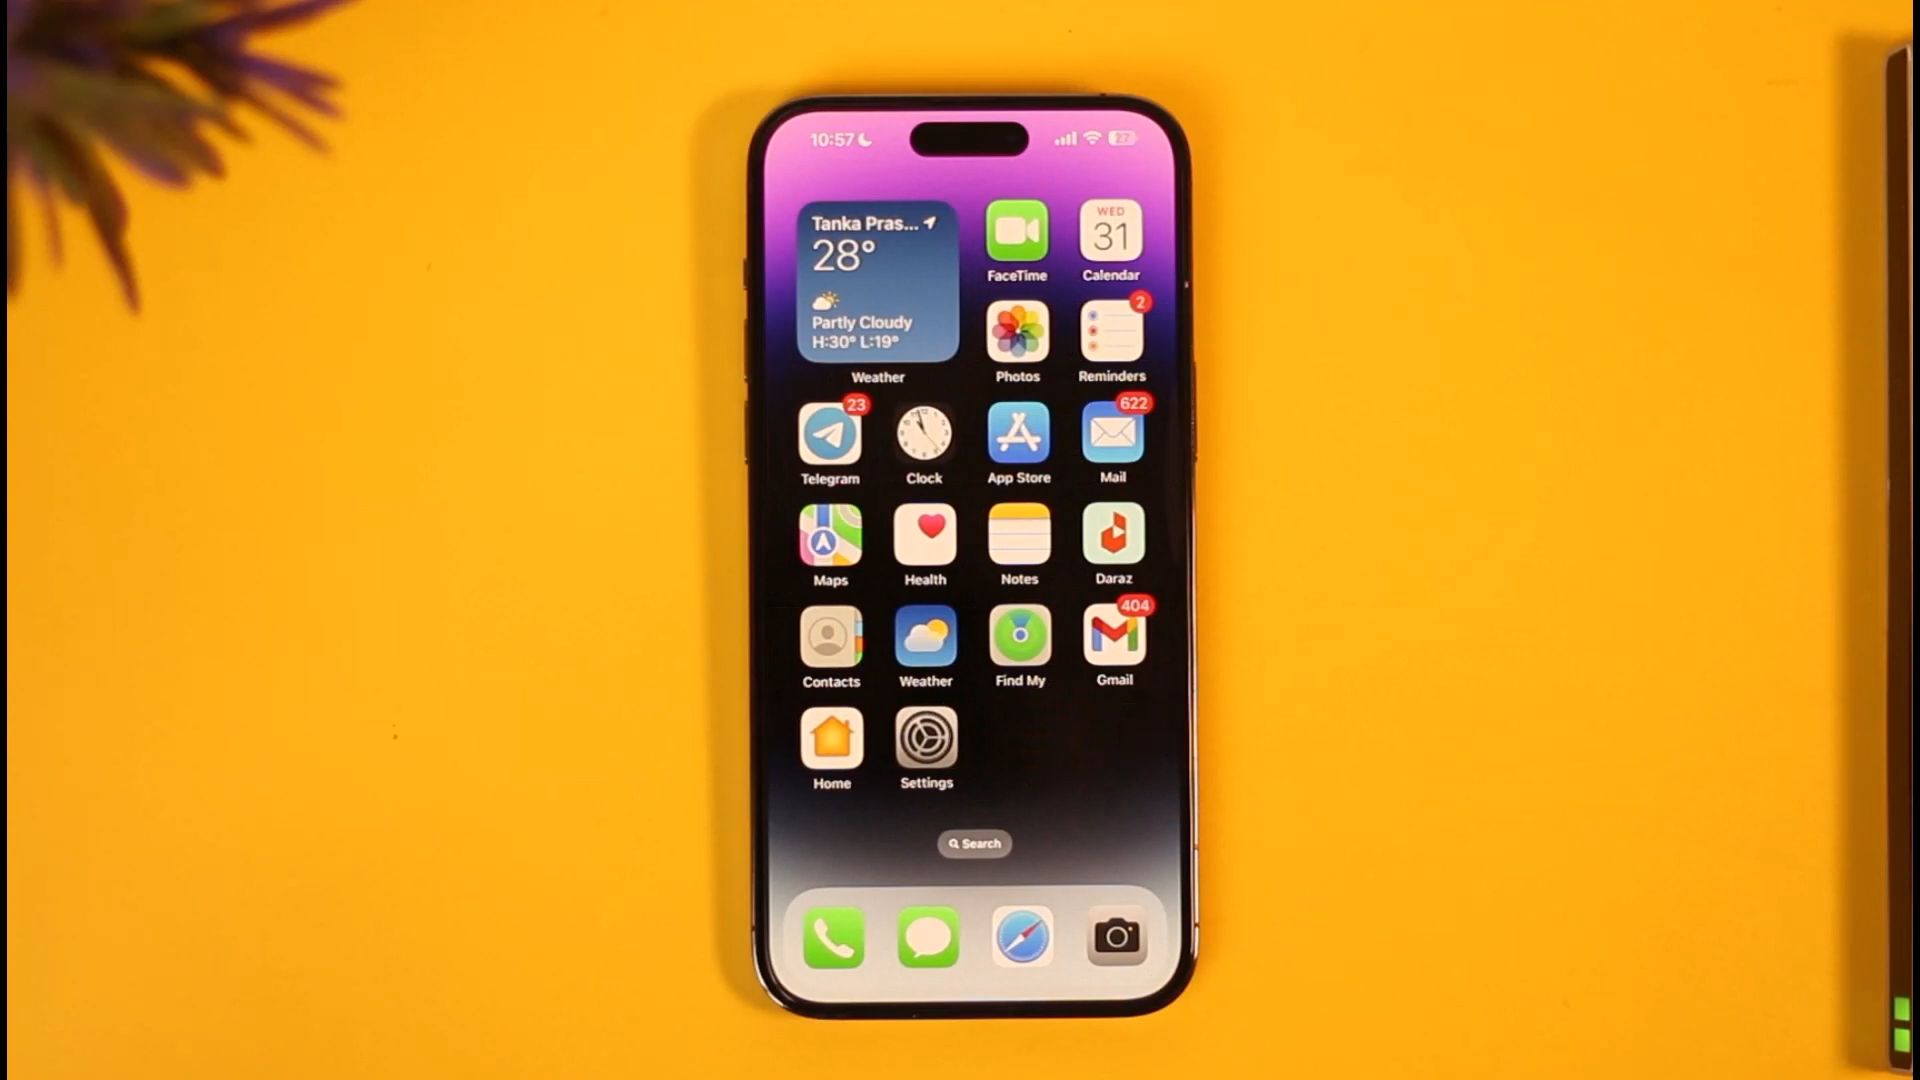 10:57
27
Tanka Pras...
28°
Partly Cloudy
H:30° L:19°
Weather
FaceTime
WED
31
Calendar
Photos
2
Reminders
23
Telegram
Clock
App Store
622
Mail
Maps
Health
Notes
Daraz
Contacts
Weather
Find My
404
Gmail
Home
Settings
Search